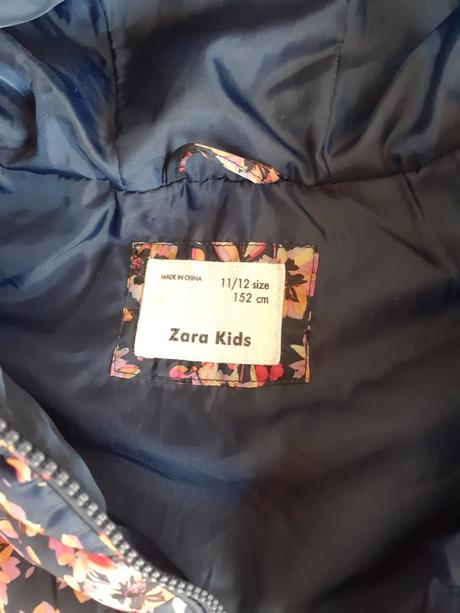 MADE IN CHINA
11/12 size
152 cm
Zara Kids